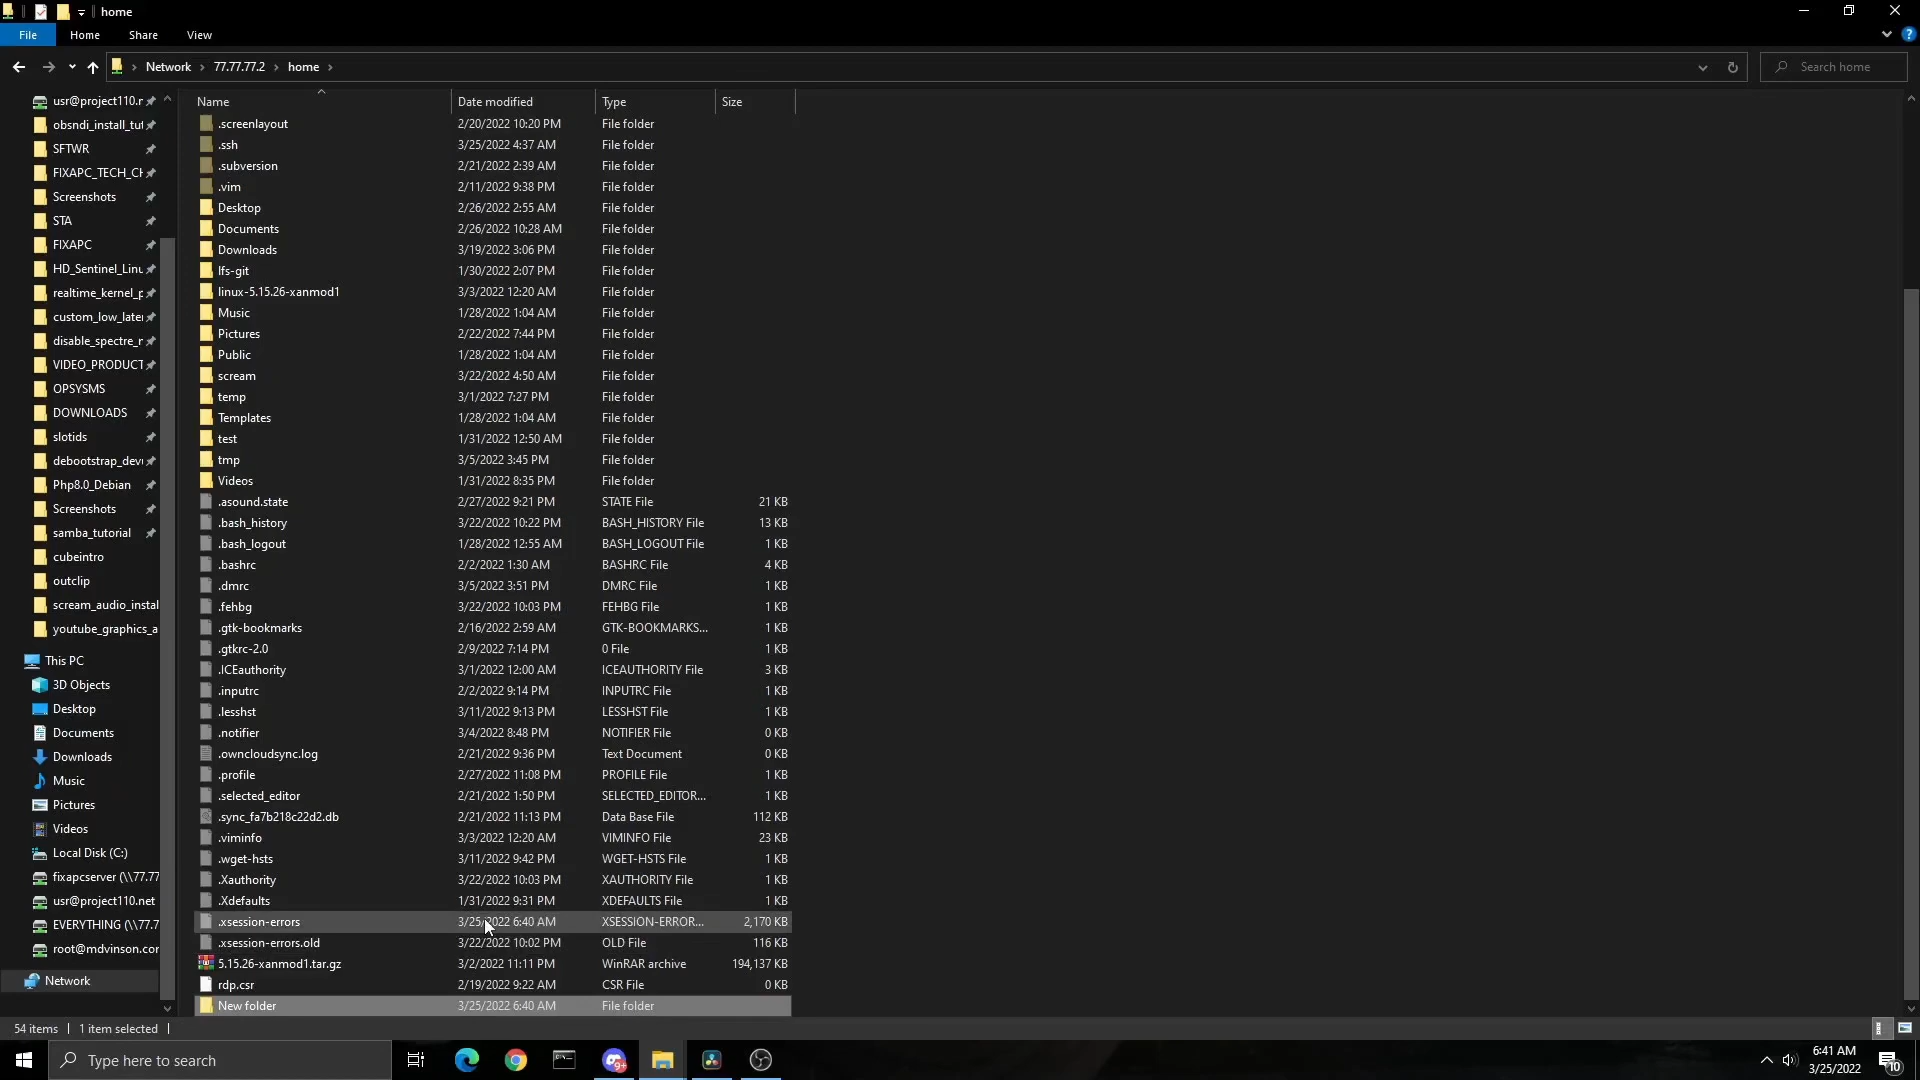 home
File Home Share View
Network 77.77.77.2 home Search home
Name Date modified Type Size
usr@project110.r
obsndi_install_tut
SFTWR
FIXAPC_TECH_CH
Screenshots
STA
FIXAPC
HD_Sentinel_Linu
realtime_kernel_p
custom_low_later
disable_spectre_r
VIDEO_PRODUCT
OPSYSMS
DOWNLOADS
slotids
debootstrap_devu
Php8.0_Debian
Screenshots
samba_tutorial
cubeintro
outclip
scream_audio_instal
youtube_graphics_a
This PC
3D Objects
Desktop
Documents
Downloads
Music
Pictures
Videos
Local Disk (C:)
fixapcserver (\\77.77
usr@project110.net
EVERYTHING (\\77.7
root@mdvinson.cor
Network
.screenlayout 2/20/2022 10:20 PM File folder
.ssh 3/25/2022 4:37 AM File folder
.subversion 2/21/2022 2:39 AM File folder
.vim 2/11/2022 9:38 PM File folder
Desktop 2/26/2022 2:55 AM File folder
Documents 2/26/2022 10:28 AM File folder
Downloads 3/19/2022 3:06 PM File folder
lfs-git 1/30/2022 2:07 PM File folder
linux-5.15.26-xanmod1 3/3/2022 12:20 AM File folder
Music 1/28/2022 1:04 AM File folder
Pictures 2/22/2022 7:44 PM File folder
Public 1/28/2022 1:04 AM File folder
scream 3/22/2022 4:50 AM File folder
temp 3/1/2022 7:27 PM File folder
Templates 1/28/2022 1:04 AM File folder
test 1/31/2022 12:50 AM File folder
tmp 3/5/2022 3:45 PM File folder
Videos 1/31/2022 8:35 PM File folder
.asound.state 2/27/2022 9:21 PM STATE File 21 KB
.bash_history 3/22/2022 10:22 PM BASH_HISTORY File 13 KB
.bash_logout 1/28/2022 12:55 AM BASH_LOGOUT File 1 KB
.bashrc 2/2/2022 1:30 AM BASHRC File 4 KB
.dmrc 3/5/2022 3:51 PM DMRC File 1 KB
.fehbg 3/22/2022 10:03 PM FEHBG File 1 KB
.gtk-bookmarks 2/16/2022 2:59 AM GTK-BOOKMARKS... 1 KB
.gtkrc-2.0 2/9/2022 7:14 PM 0 File 1 KB
.ICEauthority 3/1/2022 12:00 AM ICEAUTHORITY File 3 KB
.inputrc 2/2/2022 9:14 PM INPUTRC File 1 KB
.lesshst 3/11/2022 9:13 PM LESSHST File 1 KB
.notifier 3/4/2022 8:48 PM NOTIFIER File 0 KB
.owncloudsync.log 2/21/2022 9:36 PM Text Document 0 KB
.profile 2/27/2022 11:08 PM PROFILE File 1 KB
.selected_editor 2/21/2022 1:50 PM SELECTED_EDITOR... 1 KB
.sync_fa7b218c22d2.db 2/21/2022 11:13 PM Data Base File 112 KB
.viminfo 3/3/2022 12:20 AM VIMINFO File 23 KB
.wget-hsts 3/11/2022 9:42 PM WGET-HSTS File 1 KB
.Xauthority 3/22/2022 10:03 PM XAUTHORITY File 1 KB
.Xdefaults 1/31/2022 9:31 PM XDEFAULTS File 1 KB
.xsession-errors 3/25/2022 6:40 AM XSESSION-ERROR... 2,170 KB
.xsession-errors.old 3/22/2022 10:02 PM OLD File 116 KB
5.15.26-xanmod1.tar.gz 3/2/2022 11:11 PM WinRAR archive 194,137 KB
rdp.csr 2/19/2022 9:22 AM CSR File 0 KB
New folder 3/25/2022 6:40 AM File folder
54 items 1 item selected
Type here to search 9+ 6:41 AM
3/25/2022 10